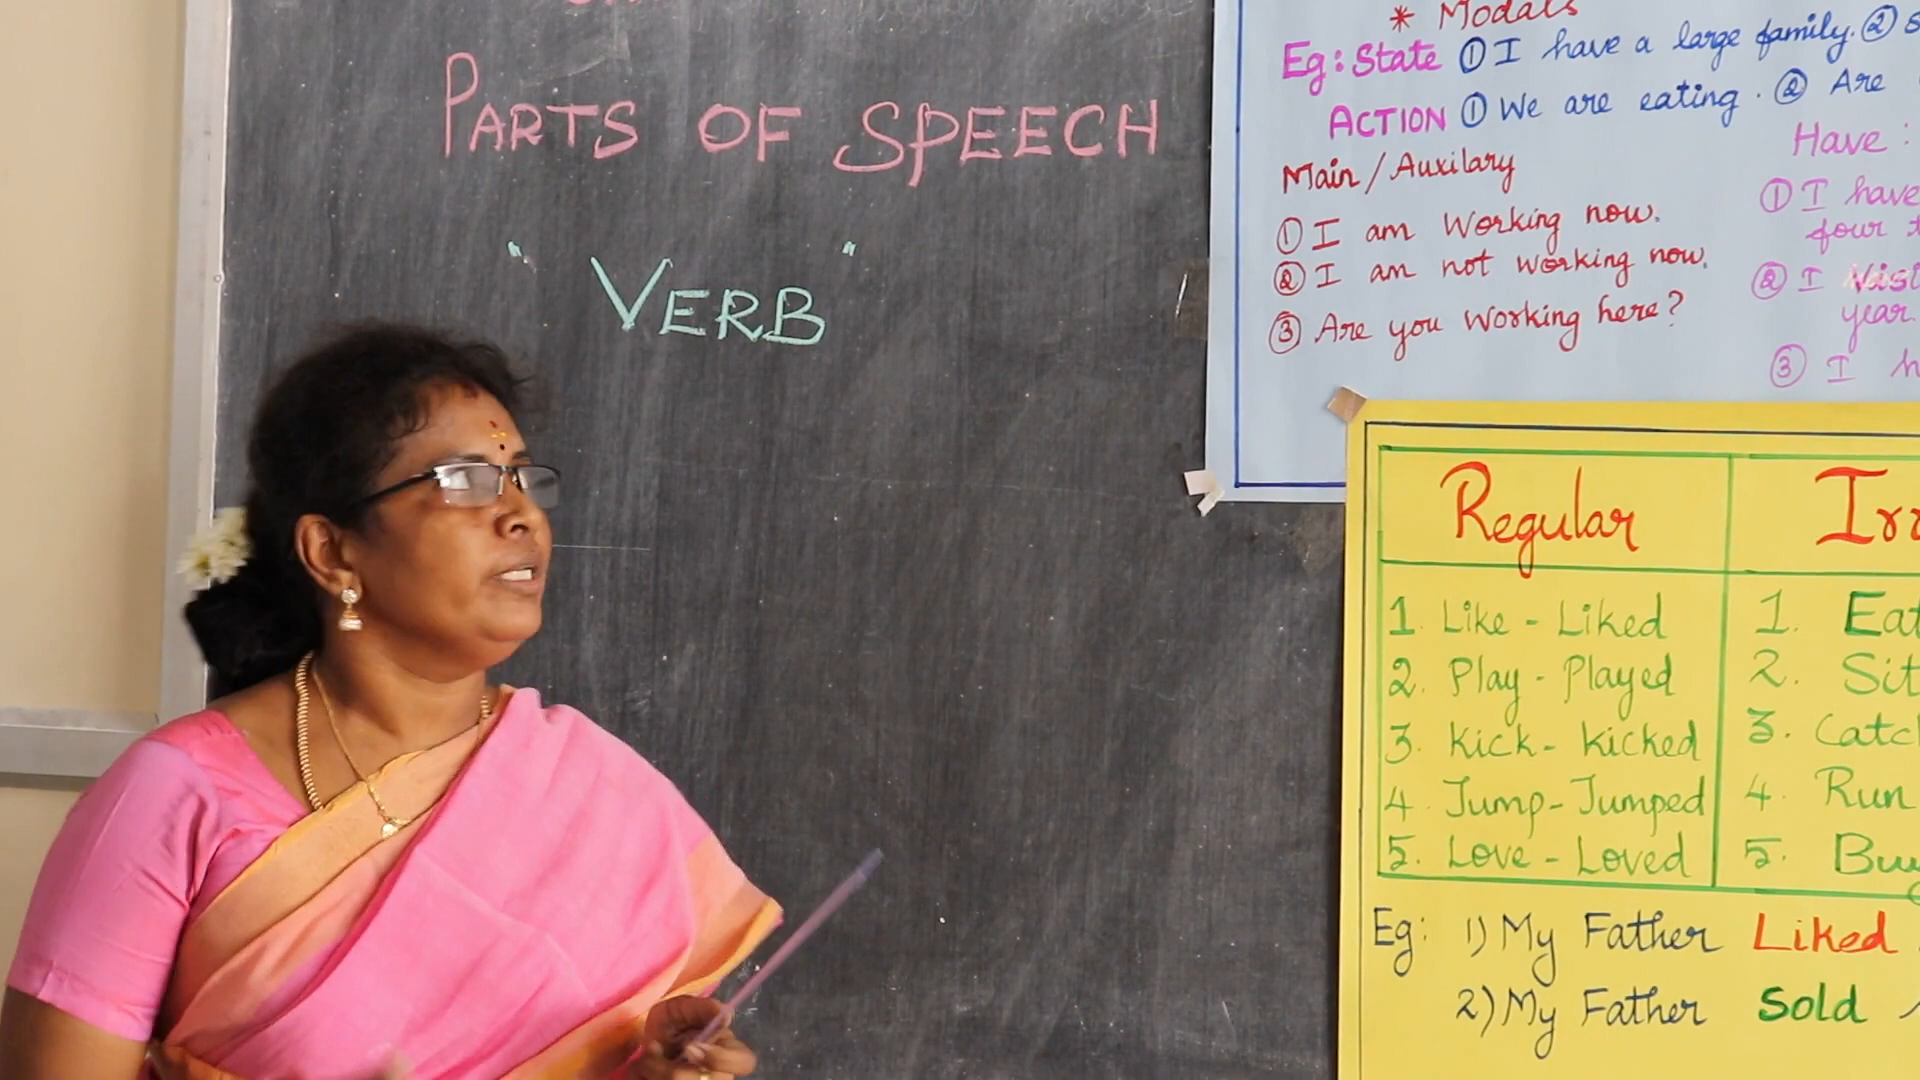 PARTS OF SPEECH
" VERB "
* Modals
Eg: State ① I have a large family. ②
ACTION ① We are eating. ② Are
Main / Auxilary
① I am Working now.
② I am not working now.
③ Are you Working here?
Have :
① I have
four
② I
year.
③ I
Regular
1. Like - Liked
2. Play - Played
3. Kick - Kicked
4. Jump - Jumped
5. Love - Loved
1. Eat
2. Sit
3.
4. Run
5.
Eg: 1) My Father Liked
2) My Father Sold